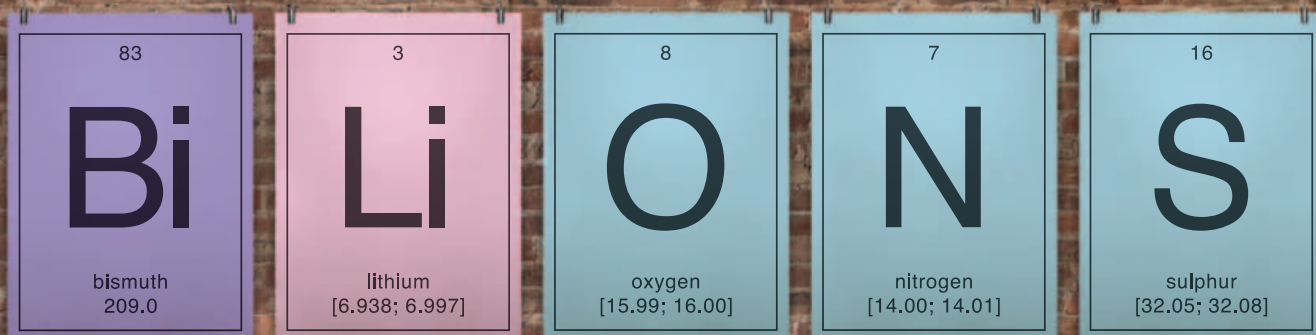 83
Bi
bismuth
209.0
3
Li
lithium
[6.938; 6.997]
8
O
oxygen
[15.99; 16.00]
7
N
nitrogen
[14.00; 14.01]
16
S
sulphur
[32.05; 32.08]